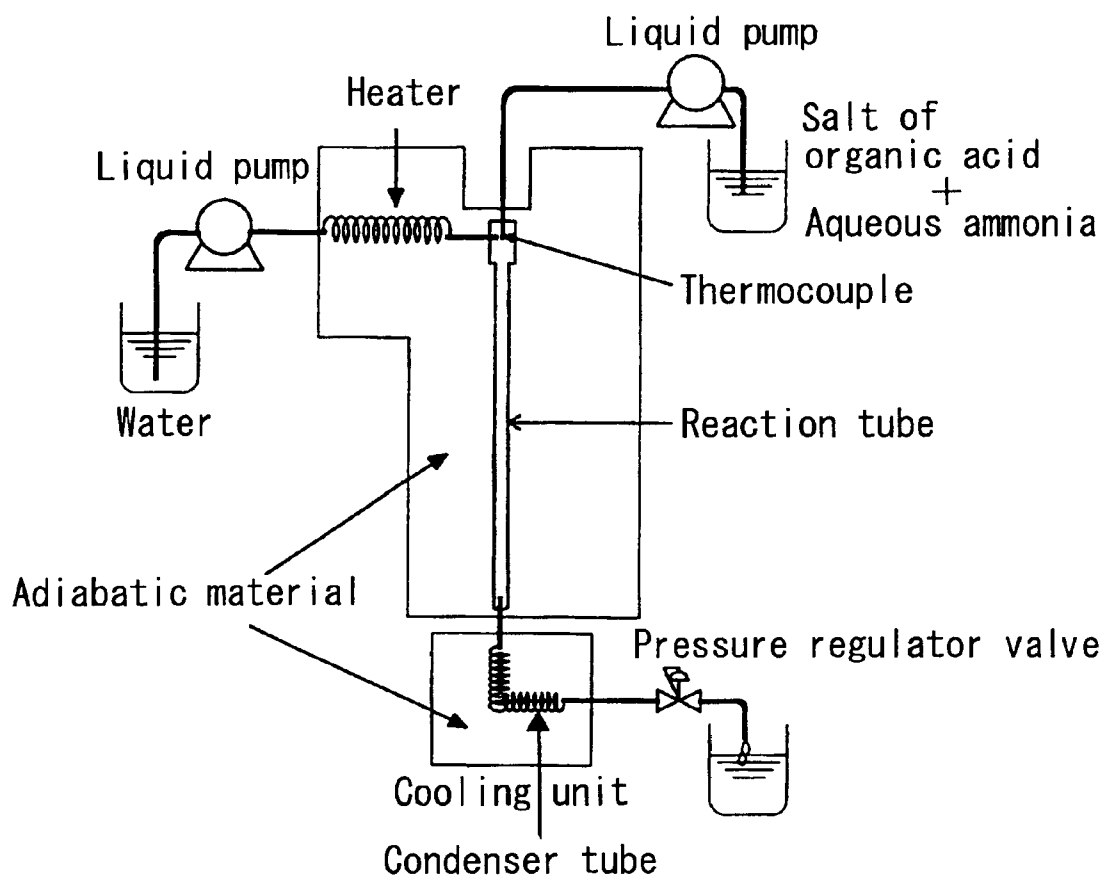 Liquid pump
Heater
Salt of
organic acid
+
Aqueous ammonia
Liquid pump
Thermocouple
Water
Reaction tube
Adiabatic material
Pressure regulator valve
Cooling unit
Condenser tube